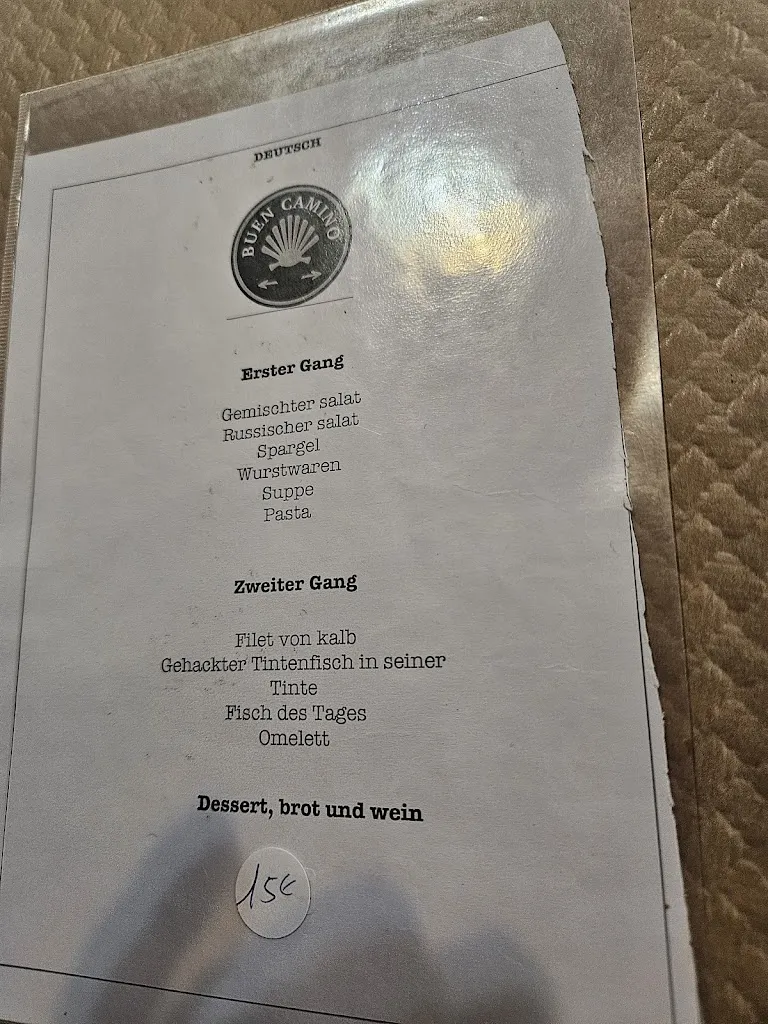 DEUTSCH
BUEN CAMINO
Erster Gang
Gemischter salat
Russischer salat
Spargel
Wurstwaren
Suppe
Pasta
Zweiter Gang
Filet von kalb
Gehackter Tintenfisch in seiner
Tinte
Fisch des Tages
Omelett
Dessert, brot und wein
15€